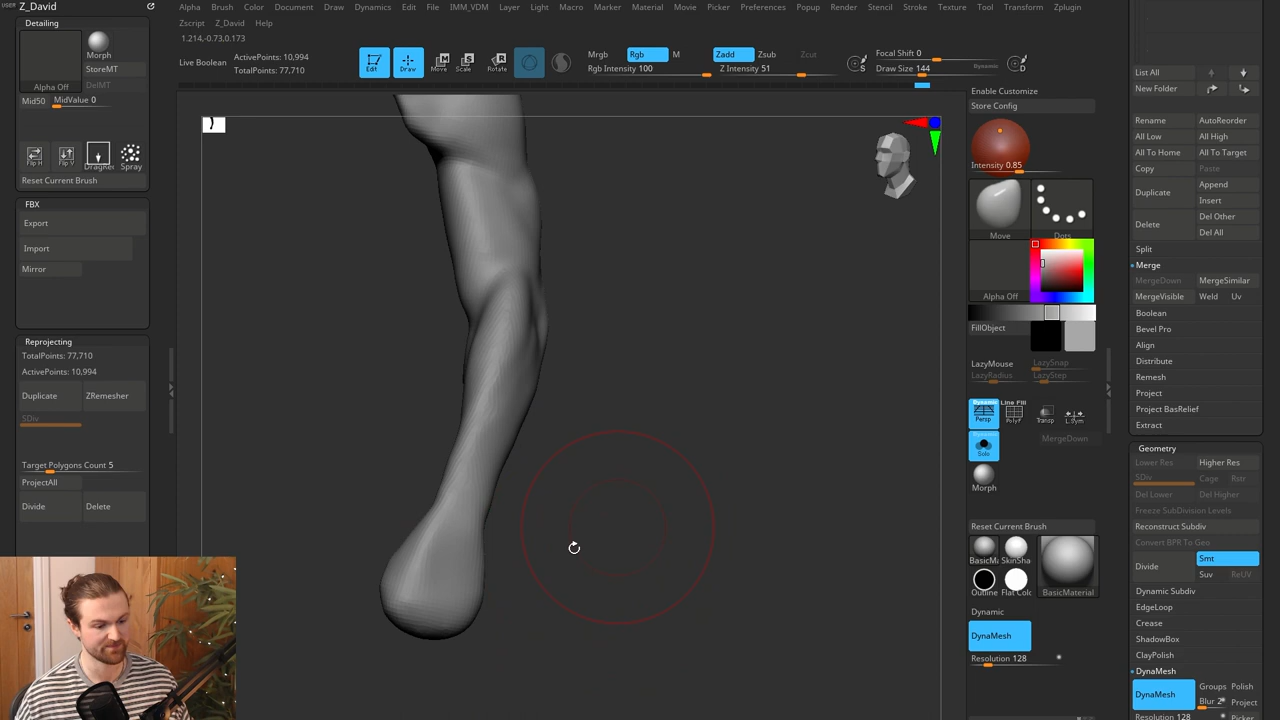 USER
Z_David
Alpha Brush Color Document Draw Dynamics Edit File IMM_VDM Layer Light Macro Marker Material Movie Picker Preferences Popup Render Stencil Stroke Texture Tool Transform Zplugin
Zscript Z_David Help
Detailing
Morph
StoreMT
DelMT
Alpha Off
Mid50 MidValue 0
Flip H Flip V Spray
Reset Current Brush
FBX
Export
Import
Mirror
Reprojecting
TotalPoints: 77,710
ActivePoints: 10,994
Duplicate ZRemesher
SDiv
Target Polygons Count 5
ProjectAll
Divide Delete
1.214,-0.73,0.173
Live Boolean
ActivePoints: 10,994
TotalPoints: 77,710
Edit Draw Move Scale Rotate
Mrgb Rgb M
Rgb Intensity 100
Zadd Zsub Zcut
Z Intensity 51
Focal Shift 0
Draw Size 144 Dynamic
S
D
Enable Customize
Store Config
Intensity 0.85
Move Dots
Alpha Off
FillObject
LazyMouse LazySnap
LazyRadius LazyStep
Dynamic Line Fill
Persp PolyF Transp L.Sym
Dynamic
Solo
MergeDown
Morph
Reset Current Brush
BasicMa SkinSha
Outline Flat Colo
BasicMaterial
Dynamic
DynaMesh
Resolution 128
List All
New Folder
Rename AutoReorder
All Low All High
All To Home All To Target
Copy Paste
Duplicate Append
Insert
Delete Del Other
Del All
Split
Merge
MergeDown MergeSimilar
MergeVisible Weld Uv
Boolean
Bevel Pro
Align
Distribute
Remesh
Project
Project BasRelief
Extract
Geometry
Lower Res Higher Res
SDiv Cage Rstr
Del Lower Del Higher
Freeze SubDivision Levels
Reconstruct Subdiv
Convert BPR To Geo
Divide Smt
Suv ReUV
Dynamic Subdiv
EdgeLoop
Crease
ShadowBox
ClayPolish
DynaMesh
DynaMesh Groups Polish
Blur 2 Project
Resolution 128